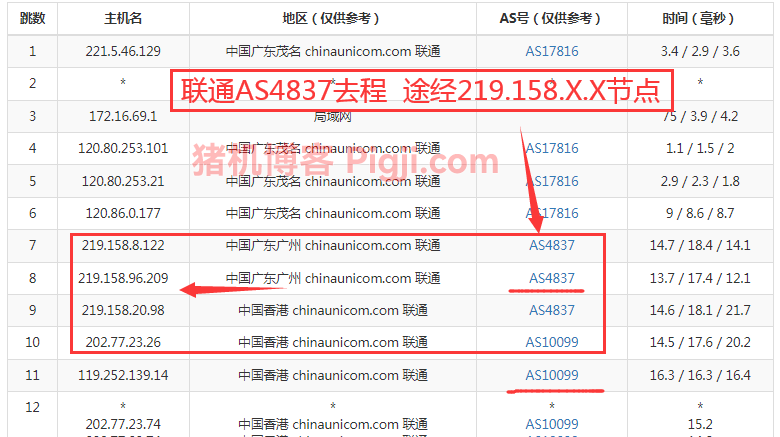 跳数 主机名 地区（仅供参考） AS号（仅供参考） 时间（毫秒）
1 221.5.46.129 中国广东茂名 chinaunicom.com 联通 AS17816 3.4 / 2.9 / 3.6
2 * * *
联通AS4837去程 途经219.158.X.X节点
3 172.16.69.1 局域网 75 / 3.9 / 4.2
4 120.80.253.101 中国广东茂名 chinaunicom.com 联通 AS17816 1.1 / 1.5 / 2
猪机博客 Pigji.com
5 120.80.253.21 中国广东茂名 chinaunicom.com 联通 AS17816 2.9 / 2.3 / 1.8
6 120.86.0.177 中国广东茂名 chinaunicom.com 联通 AS17816 9 / 8.6 / 8.7
7 219.158.8.122 中国广东广州 chinaunicom.com 联通 AS4837 14.7 / 18.4 / 14.1
8 219.158.96.209 中国广东广州 chinaunicom.com 联通 AS4837 13.7 / 17.4 / 12.1
9 219.158.20.98 中国香港 chinaunicom.com 联通 AS4837 14.6 / 18.1 / 21.7
10 202.77.23.26 中国香港 chinaunicom.com 联通 AS10099 14.5 / 17.6 / 20.2
11 119.252.139.14 中国香港 chinaunicom.com 联通 AS10099 16.3 / 16.3 / 16.4
12 * * * *
202.77.23.74 中国香港 chinaunicom.com 联通 AS10099 15.2